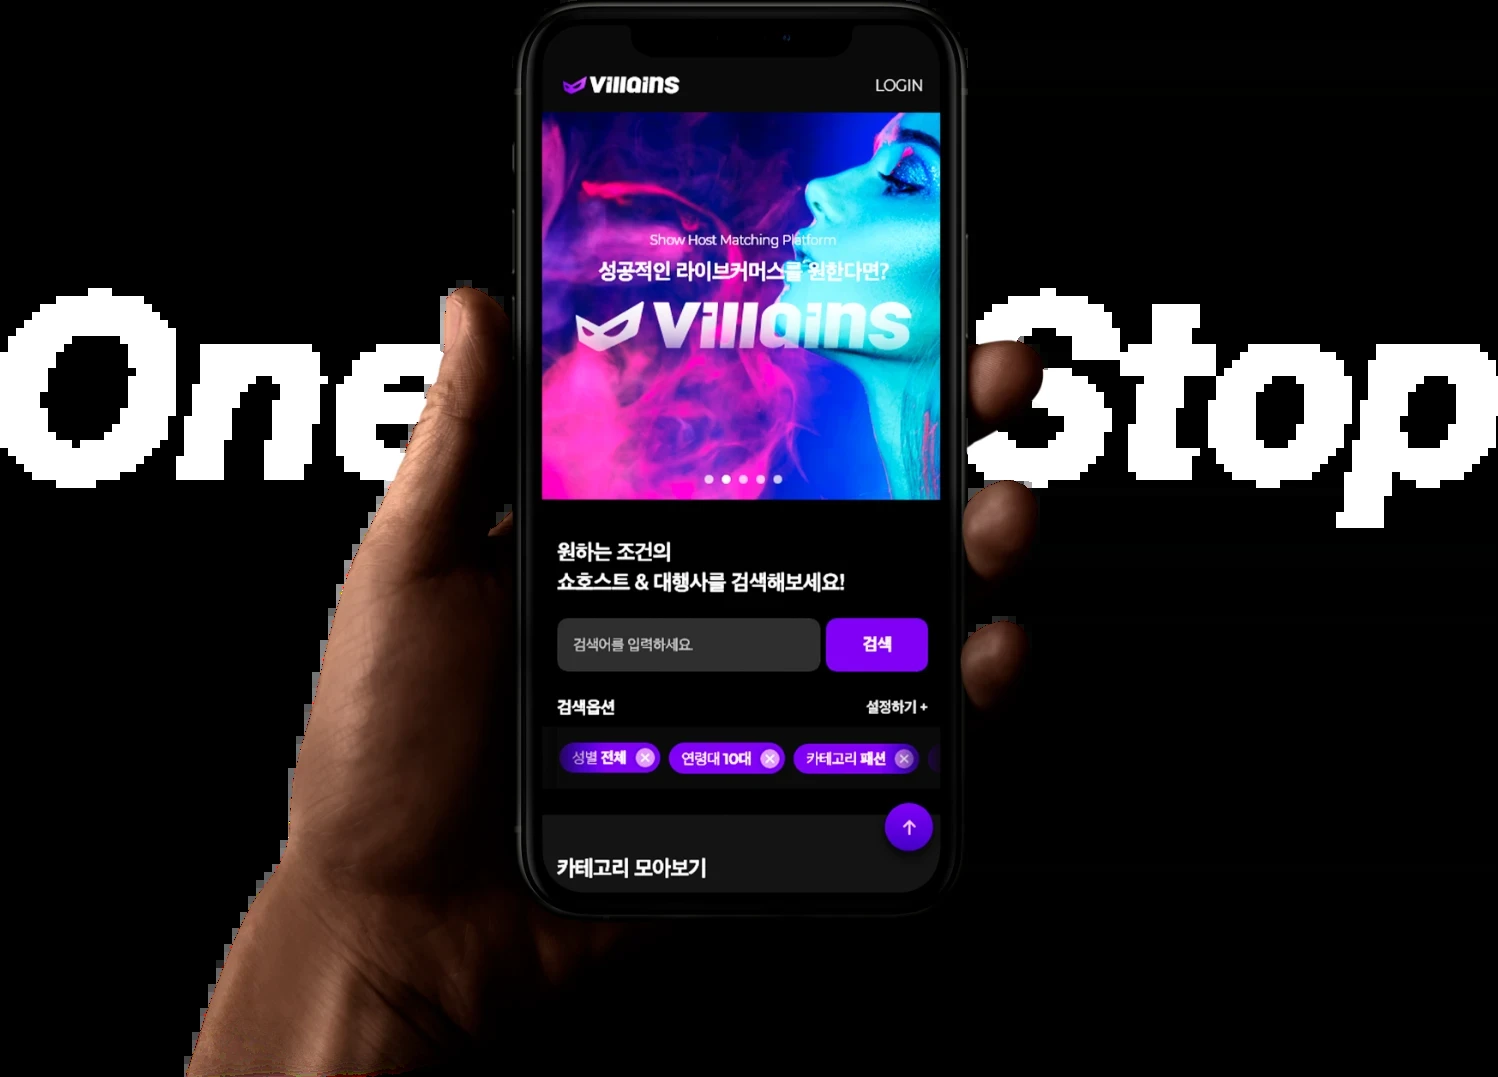 One Stop
Villains
LOGIN
Show Host Matching Platform
성공적인 라이브커머스를 원한다면?
Villains
원하는 조건의
쇼호스트 & 대행사를 검색해보세요!
검색어를 입력하세요.
검색
검색옵션
설정하기 +
성별 전체
연령대 10대
카테고리 패션
카테고리 모아보기